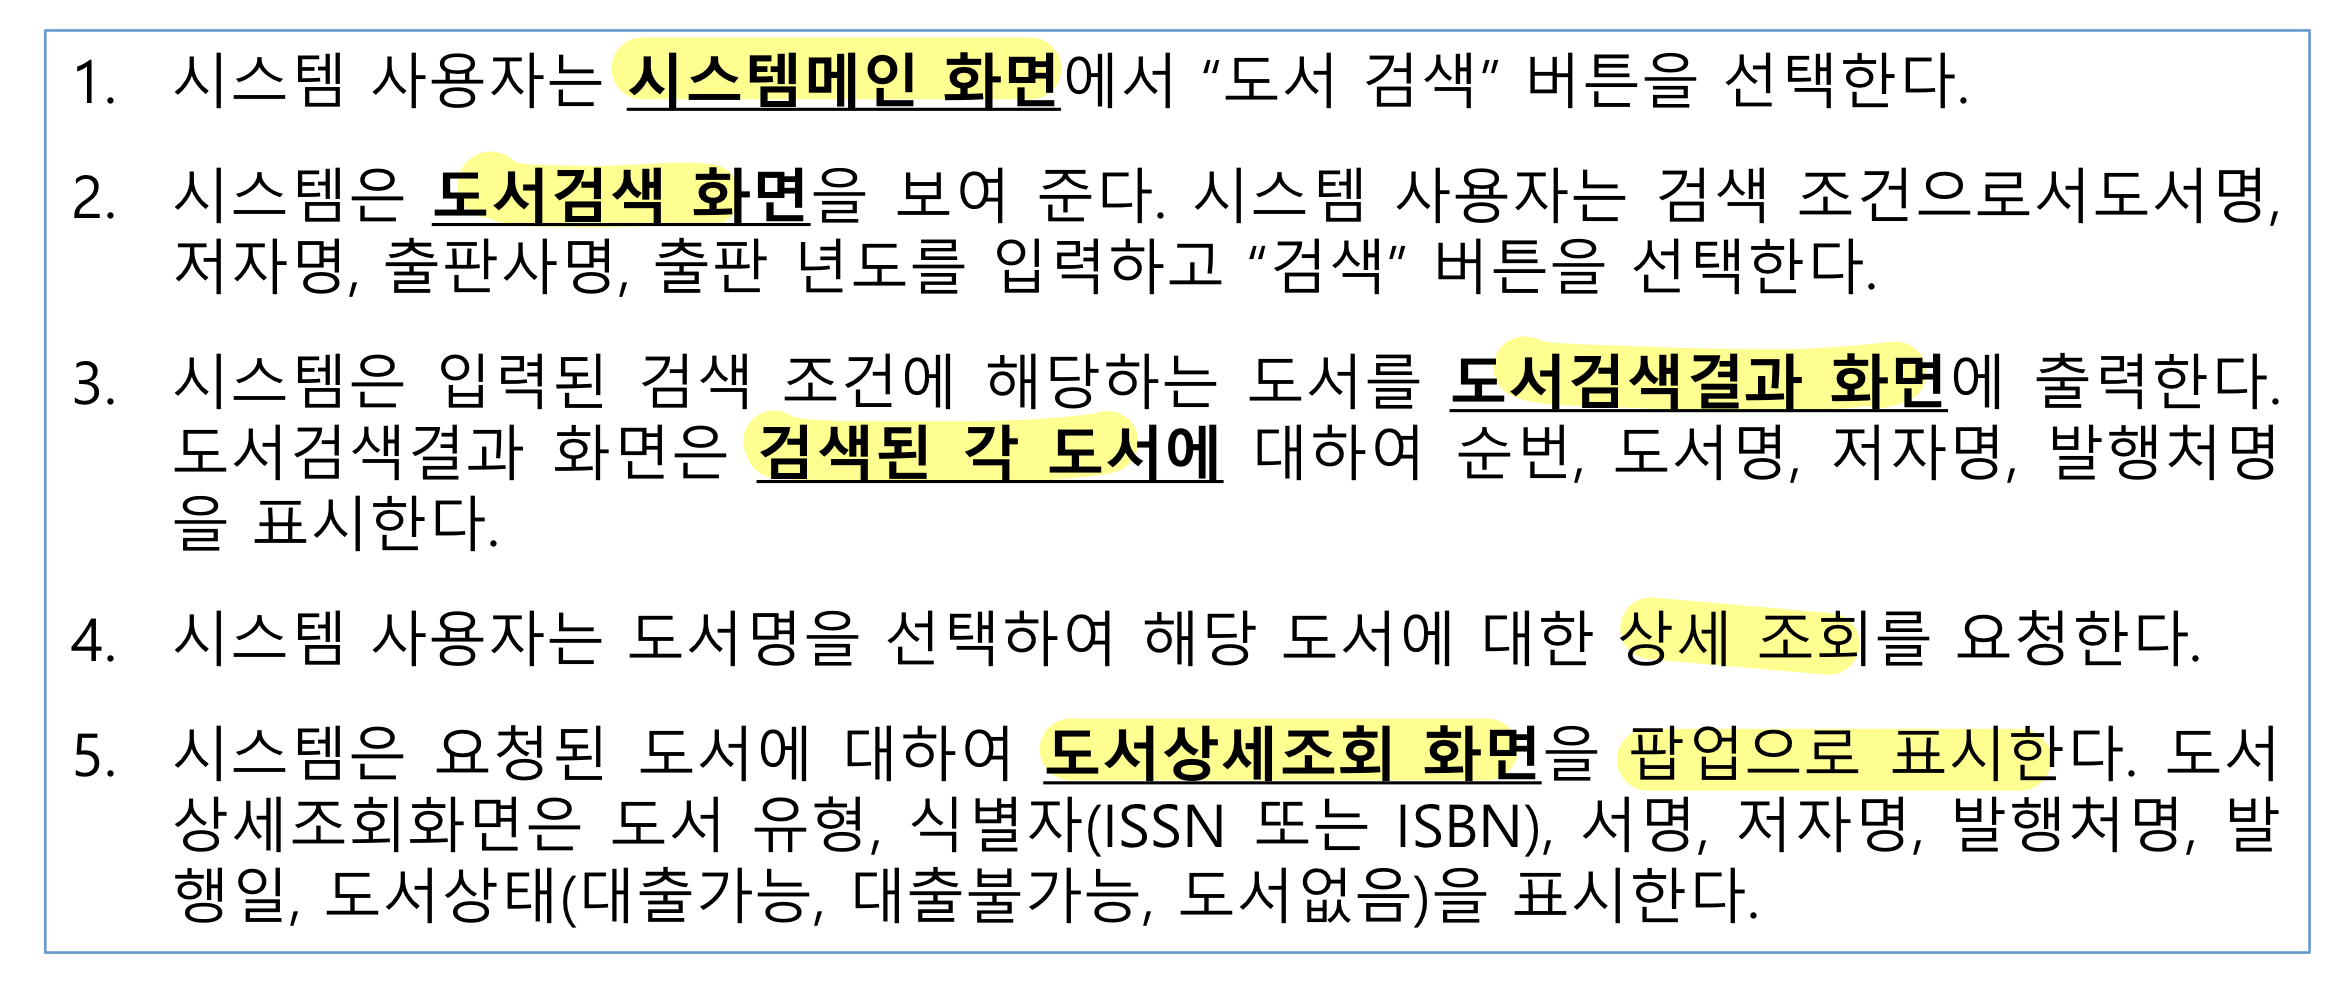 1. 시스템 사용자는 시스템메인 화면에서 “도서 검색” 버튼을 선택한다.
2. 시스템은 도서검색 화면을 보여 준다. 시스템 사용자는 검색 조건으로서도서명,
저자명, 출판사명, 출판 년도를 입력하고 “검색” 버튼을 선택한다.
3. 시스템은 입력된 검색 조건에 해당하는 도서를 도서검색결과 화면에 출력한다.
도서검색결과 화면은 검색된 각 도서에 대하여 순번, 도서명, 저자명, 발행처명
을 표시한다.
4. 시스템 사용자는 도서명을 선택하여 해당 도서에 대한 상세 조회를 요청한다.
5. 시스템은 요청된 도서에 대하여 도서상세조회 화면을 팝업으로 표시한다. 도서
상세조회화면은 도서 유형, 식별자(ISSN 또는 ISBN), 서명, 저자명, 발행처명, 발
행일, 도서상태(대출가능, 대출불가능, 도서없음)을 표시한다.